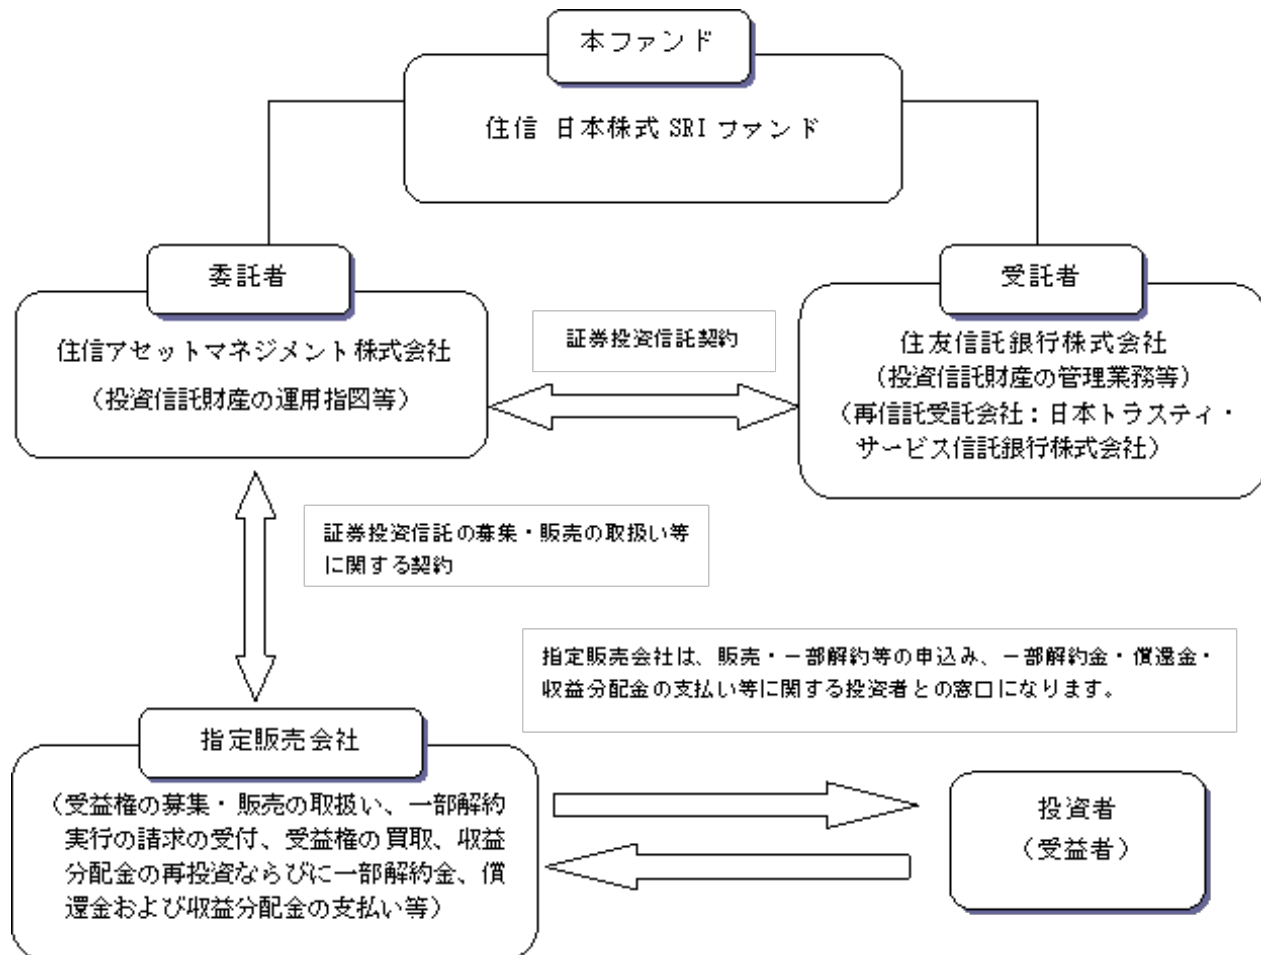 本ファンド
住信 日本株式 SRI ファンド
委託者
住信アセットマネジメント株式会社
（投資信託財産の運用指図等）
証券投資信託契約
受託者
住友信託銀行株式会社
（投資信託財産の管理業務等）
（再信託受託会社：日本トラスティ・
サービス信託銀行株式会社）
証券投資信託の募集・販売の取扱い等
に関する契約
指定販売会社は、販売・一部解約等の申込み、一部解約金・償還金・
収益分配金の支払い等に関する投資者との窓口になります。
指定販売会社
（受益権の募集・販売の取扱い、一部解約
実行の請求の受付、受益権の買取、収益
分配金の再投資ならびに一部解約金、償
還金および収益分配金の支払い等）
投資者
（受益者）